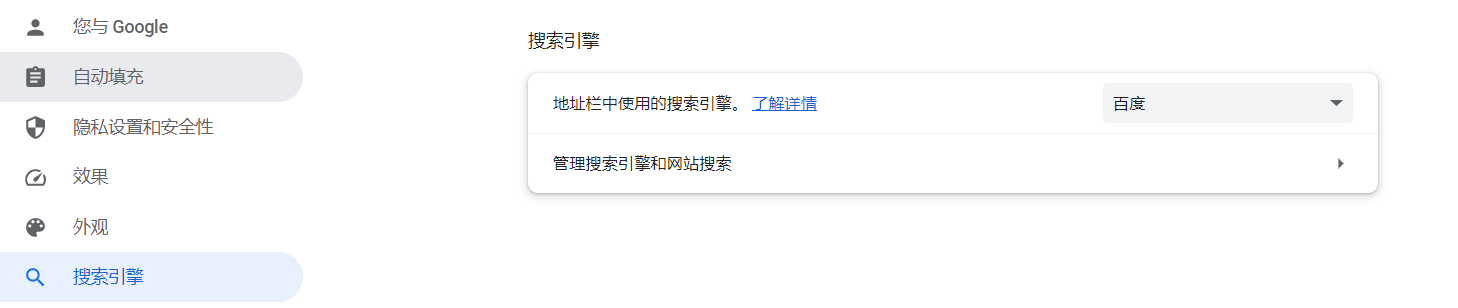 您与 Google
自动填充
隐私设置和安全性
效果
外观
搜索引擎
搜索引擎
地址栏中使用的搜索引擎。 了解详情
百度
管理搜索引擎和网站搜索